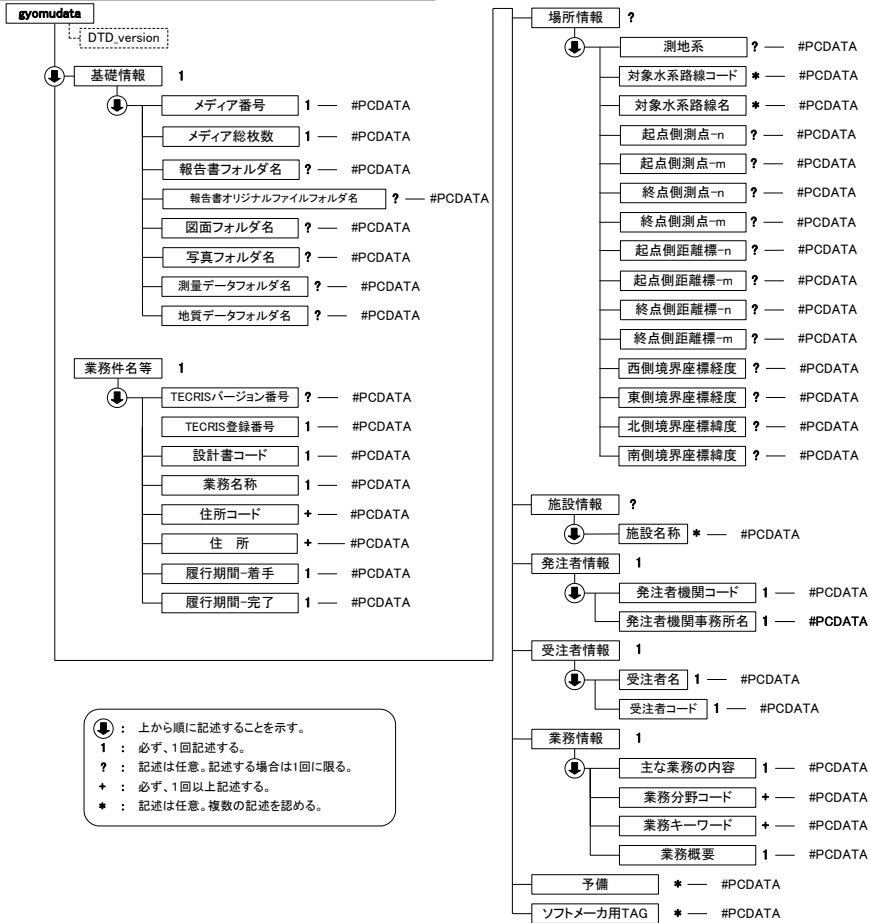 gyomudata
DTD_version
基礎情報 1
メディア番号 1 — #PCDATA
メディア総枚数 1 — #PCDATA
報告書フォルダ名 ? — #PCDATA
報告書オリジナルファイルフォルダ名 ? — #PCDATA
図面フォルダ名 ? — #PCDATA
写真フォルダ名 ? — #PCDATA
測量データフォルダ名 ? — #PCDATA
地質データフォルダ名 ? — #PCDATA
業務件名等 1
TECRISバージョン番号 ? — #PCDATA
TECRIS登録番号 1 — #PCDATA
設計書コード 1 — #PCDATA
業務名称 1 — #PCDATA
住所コード + — #PCDATA
住 所 + — #PCDATA
履行期間-着手 1 — #PCDATA
履行期間-完了 1 — #PCDATA
場所情報 ?
測地系 ? — #PCDATA
対象水系路線コード * — #PCDATA
対象水系路線名 * — #PCDATA
起点側測点-n ? — #PCDATA
起点側測点-m ? — #PCDATA
終点側測点-n ? — #PCDATA
終点側測点-m ? — #PCDATA
起点側距離標-n ? — #PCDATA
起点側距離標-m ? — #PCDATA
終点側距離標-n ? — #PCDATA
終点側距離標-m ? — #PCDATA
西側境界座標経度 ? — #PCDATA
東側境界座標経度 ? — #PCDATA
北側境界座標緯度 ? — #PCDATA
南側境界座標緯度 ? — #PCDATA
施設情報 ?
施設名称 * — #PCDATA
発注者情報 1
発注者機関コード 1 — #PCDATA
発注者機関事務所名 1 — #PCDATA
受注者情報 1
受注者名 1 — #PCDATA
受注者コード 1 — #PCDATA
業務情報 1
主な業務の内容 1 — #PCDATA
業務分野コード + — #PCDATA
業務キーワード + — #PCDATA
業務概要 1 — #PCDATA
予備 * — #PCDATA
ソフトメーカ用TAG * — #PCDATA
⬇ : 上から順に記述することを示す。
1 : 必ず、1回記述する。
? : 記述は任意。記述する場合は1回に限る。
+ : 必ず、1回以上記述する。
* : 記述は任意。複数の記述を認める。